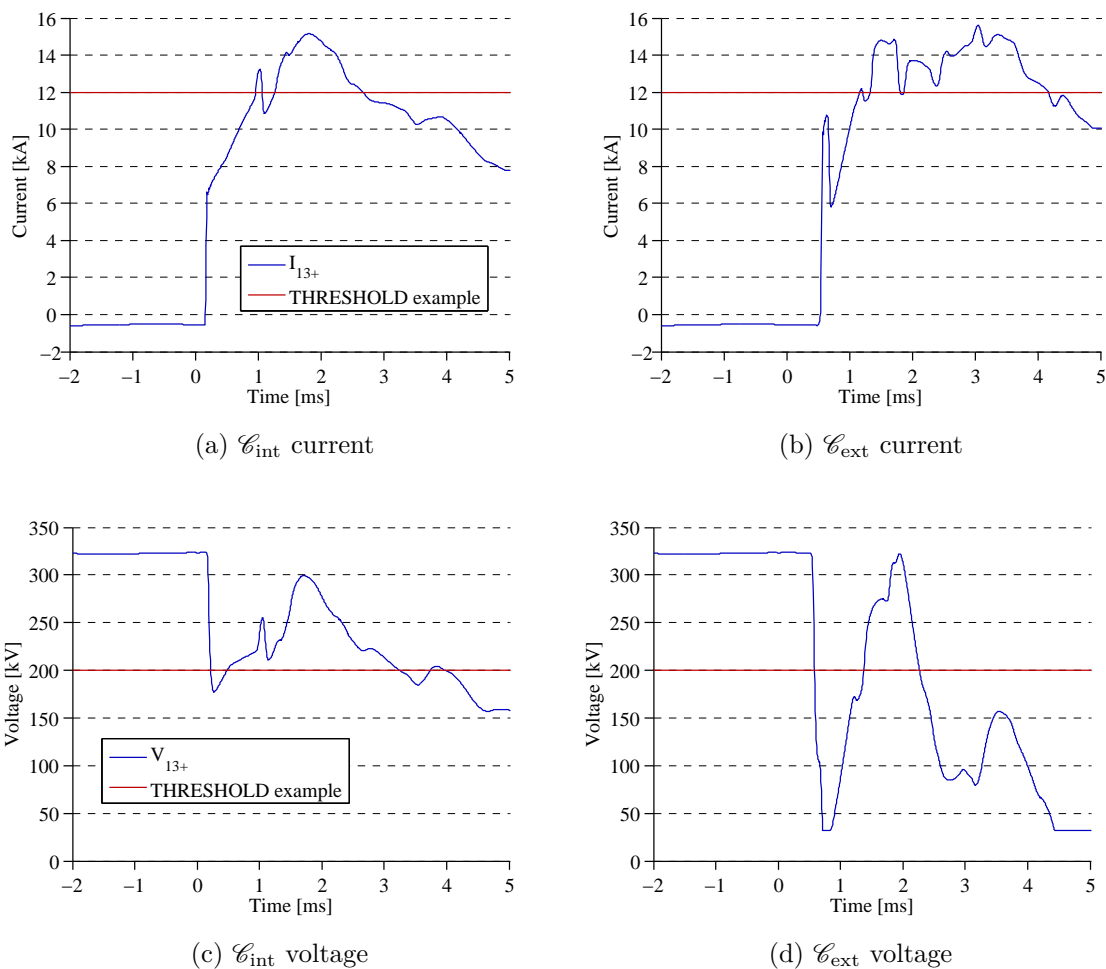 16
14
12
10
8
6
4
2
0
−2
Current [kA]
I13+
THRESHOLD example
−2 −1 0 1 2 3 4 5
Time [ms]
(a) 𝒞int current
16
14
12
10
8
6
4
2
0
−2
Current [kA]
−2 −1 0 1 2 3 4 5
Time [ms]
(b) 𝒞ext current
350
300
250
200
150
100
50
0
Voltage [kV]
V13+
THRESHOLD example
−2 −1 0 1 2 3 4 5
Time [ms]
(c) 𝒞int voltage
350
300
250
200
150
100
50
0
Voltage [kV]
−2 −1 0 1 2 3 4 5
Time [ms]
(d) 𝒞ext voltage